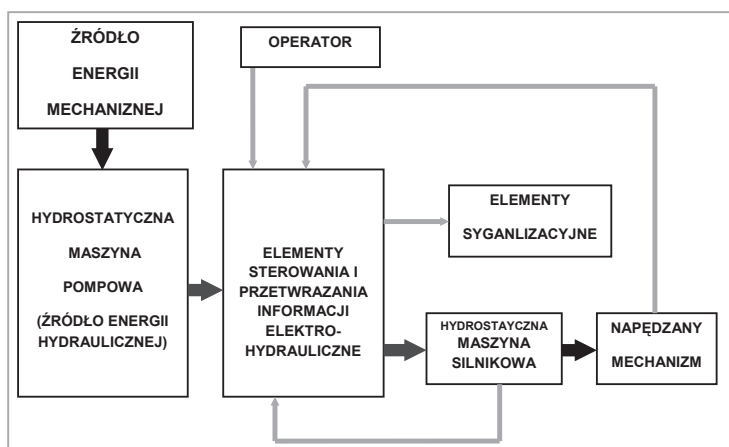 ŹRÓDŁO
ENERGII
MECHANIZNEJ
OPERATOR
HYDROSTATYCZNA
MASZYNA
POMPOWA
(ŹRÓDŁO ENERGII
HYDRAULICZNEJ)
ELEMENTY
STEROWANIA I
PRZETWRAZANIA
INFORMACJI
ELEKTRO-
HYDRAULICZNE
ELEMENTY
SYGANLIZACYJNE
HYDROSTAYCZNA
MASZYNA
SILNIKOWA
NAPĘDZANY
MECHANIZM